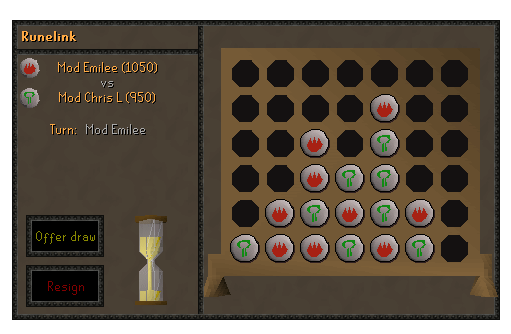 Runelink
Mod Emilee (1050)
vs
Mod Chris L (950)
Turn: Mod Emilee
Offer draw
Resign